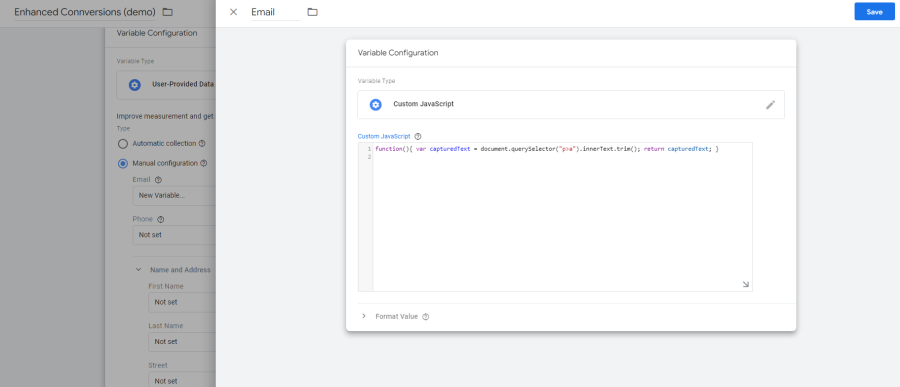 Enhanced Connversions (demo)
Email
Save
Variable Configuration
Variable Type
User-Provided Data
Improve measurement and get
Type
Automatic collection
Manual configuration
Email
New Variable...
Phone
Not set
Name and Address
First Name
Not set
Last Name
Not set
Street
Not set
Variable Configuration
Variable Type
Custom JavaScript
Custom JavaScript
1 function(){ var capturedText = document.querySelector("p>a").innerText.trim(); return capturedText; }
2
Format Value